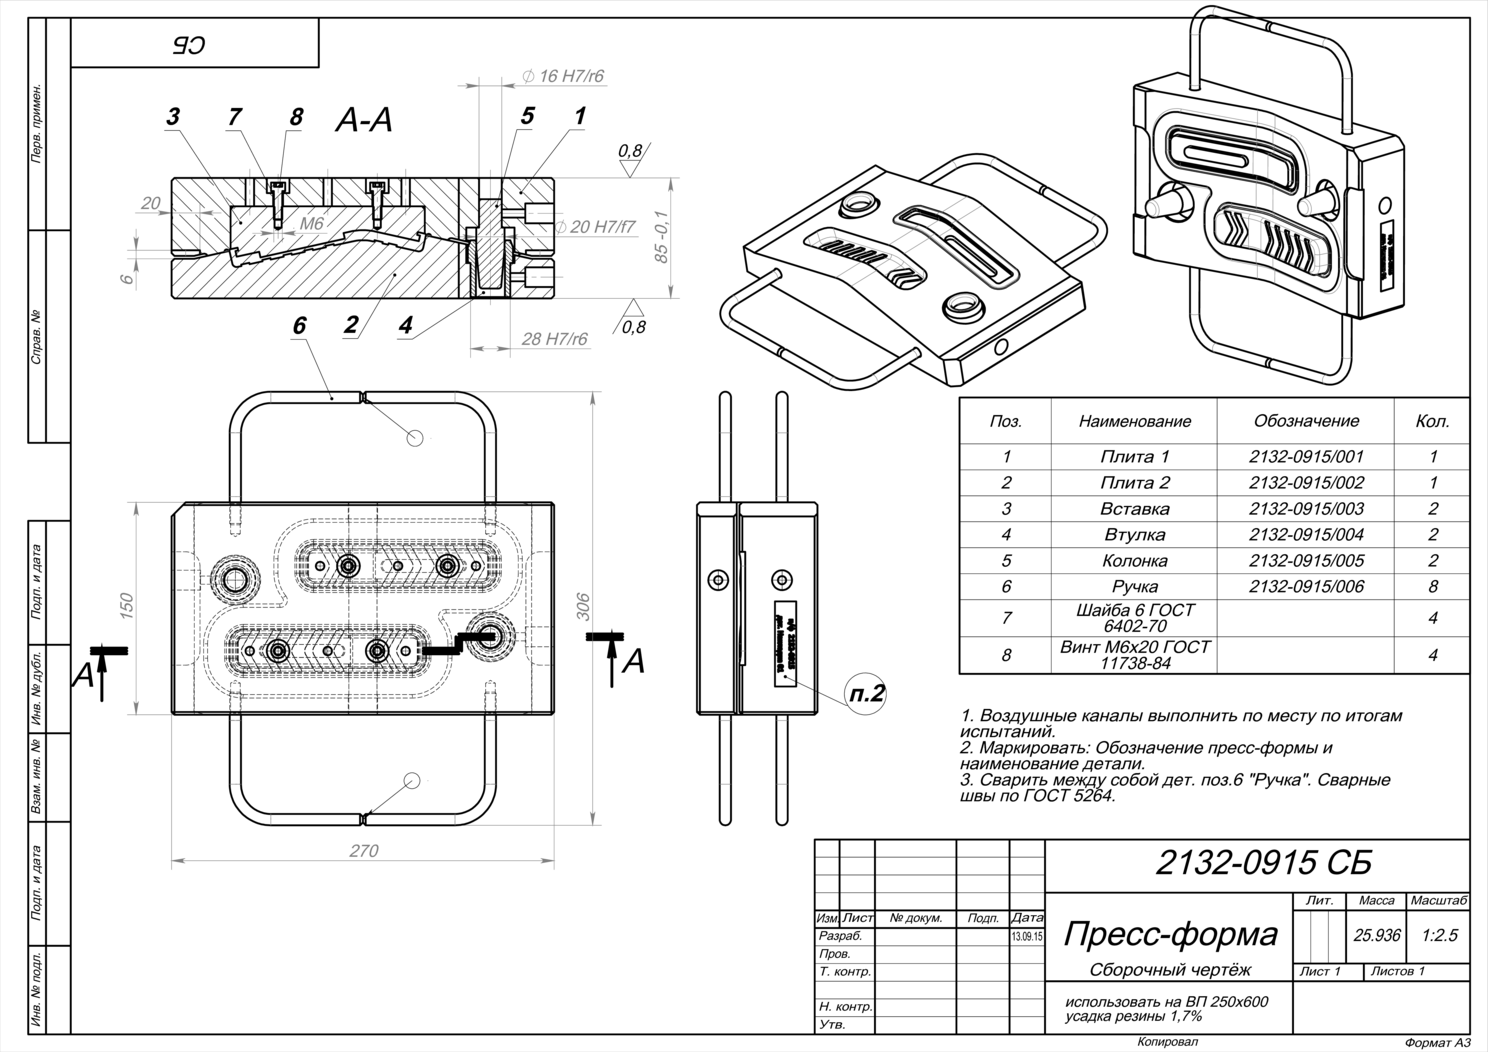 СБ
Перв. примен.
Справ. №
Подп. и дата
Инв. № дубл.
Взам. инв. №
Подп. и дата
Инв. № подл.
∅ 16 H7/r6
3
7
8
А-А
5
1
0,8
20
М6
∅ 20 H7/f7
85 -0,1
6
6
2
4
0,8
28 H7/r6
150
306
А
А
270
п.2
Поз. Наименование Обозначение Кол.
1 Плита 1 2132-0915/001 1
2 Плита 2 2132-0915/002 1
3 Вставка 2132-0915/003 2
4 Втулка 2132-0915/004 2
5 Колонка 2132-0915/005 2
6 Ручка 2132-0915/006 8
7 Шайба 6 ГОСТ 6402-70 4
8 Винт М6х20 ГОСТ 11738-84 4
1. Воздушные каналы выполнить по месту по итогам
испытаний.
2. Маркировать: Обозначение пресс-формы и
наименование детали.
3. Сварить между собой дет. поз.6 "Ручка". Сварные
швы по ГОСТ 5264.
2132-0915 СБ
Изм. Лист № докум. Подп. Дата
Разраб. 13.09.15
Пров.
Т. контр.
Н. контр.
Утв.
Пресс-форма
Сборочный чертёж
Лит. Масса Масштаб
25.936 1:2.5
Лист 1 Листов 1
использовать на ВП 250х600
усадка резины 1,7%
Копировал
Формат А3